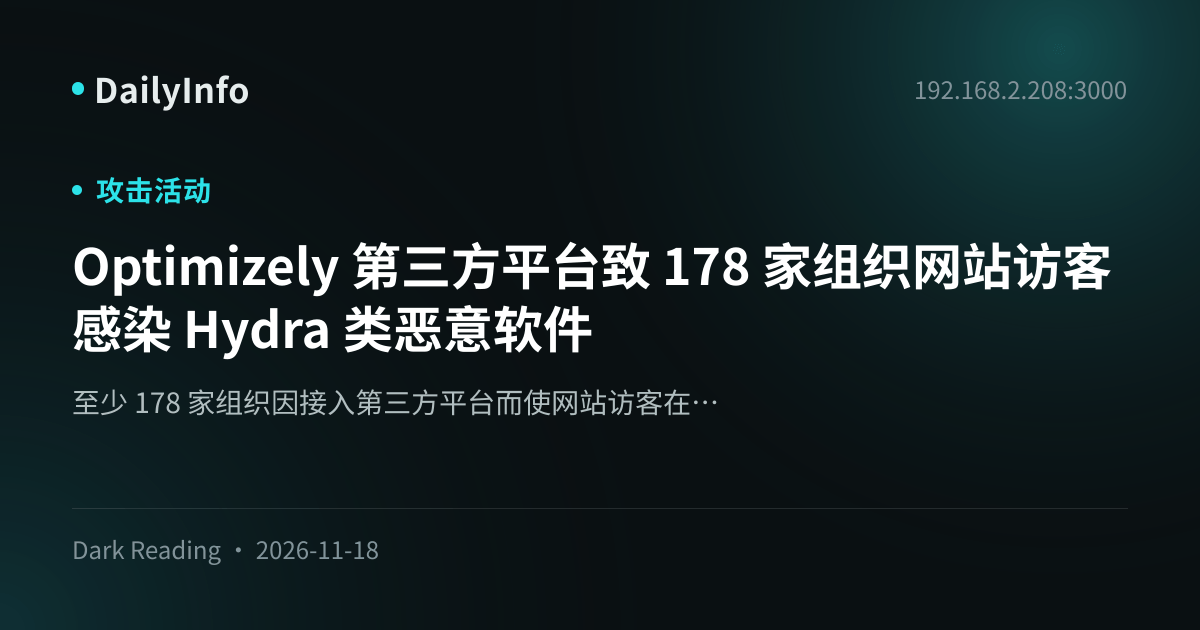 DailyInfo
192.168.2.208:3000
攻击活动
Optimizely 第三方平台致 178 家组织网站访客
感染 Hydra 类恶意软件
至少 178 家组织因接入第三方平台而使网站访客在…
Dark Reading • 2026-11-18